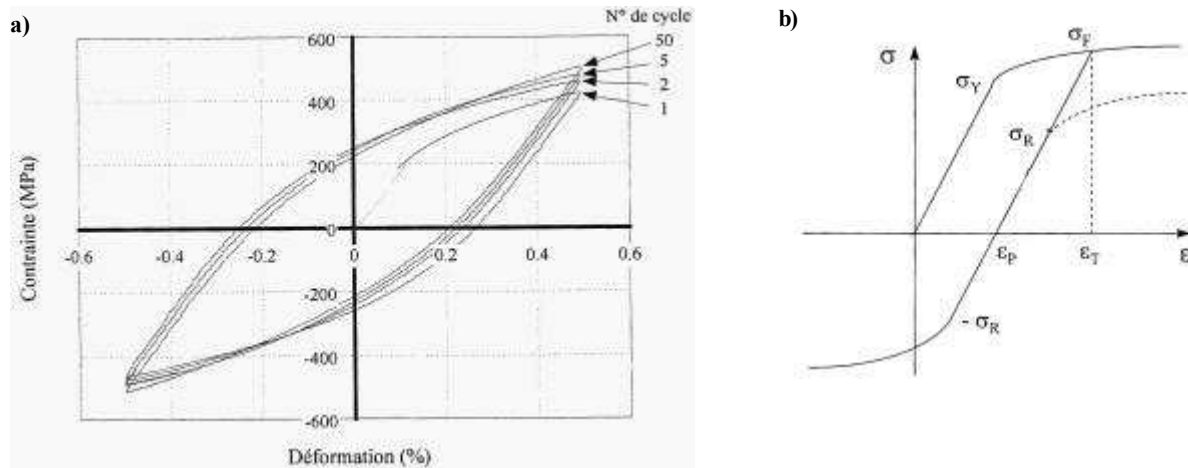 a)
N° de cycle
50
5
2
1
600
400
200
0
-200
-400
-600
-0.6
-0.4
-0.2
0
0.2
0.4
0.6
Contrainte (MPa)
Déformation (%)
b)
σ
σY
σF
σR
εP
εT
ε
- σR